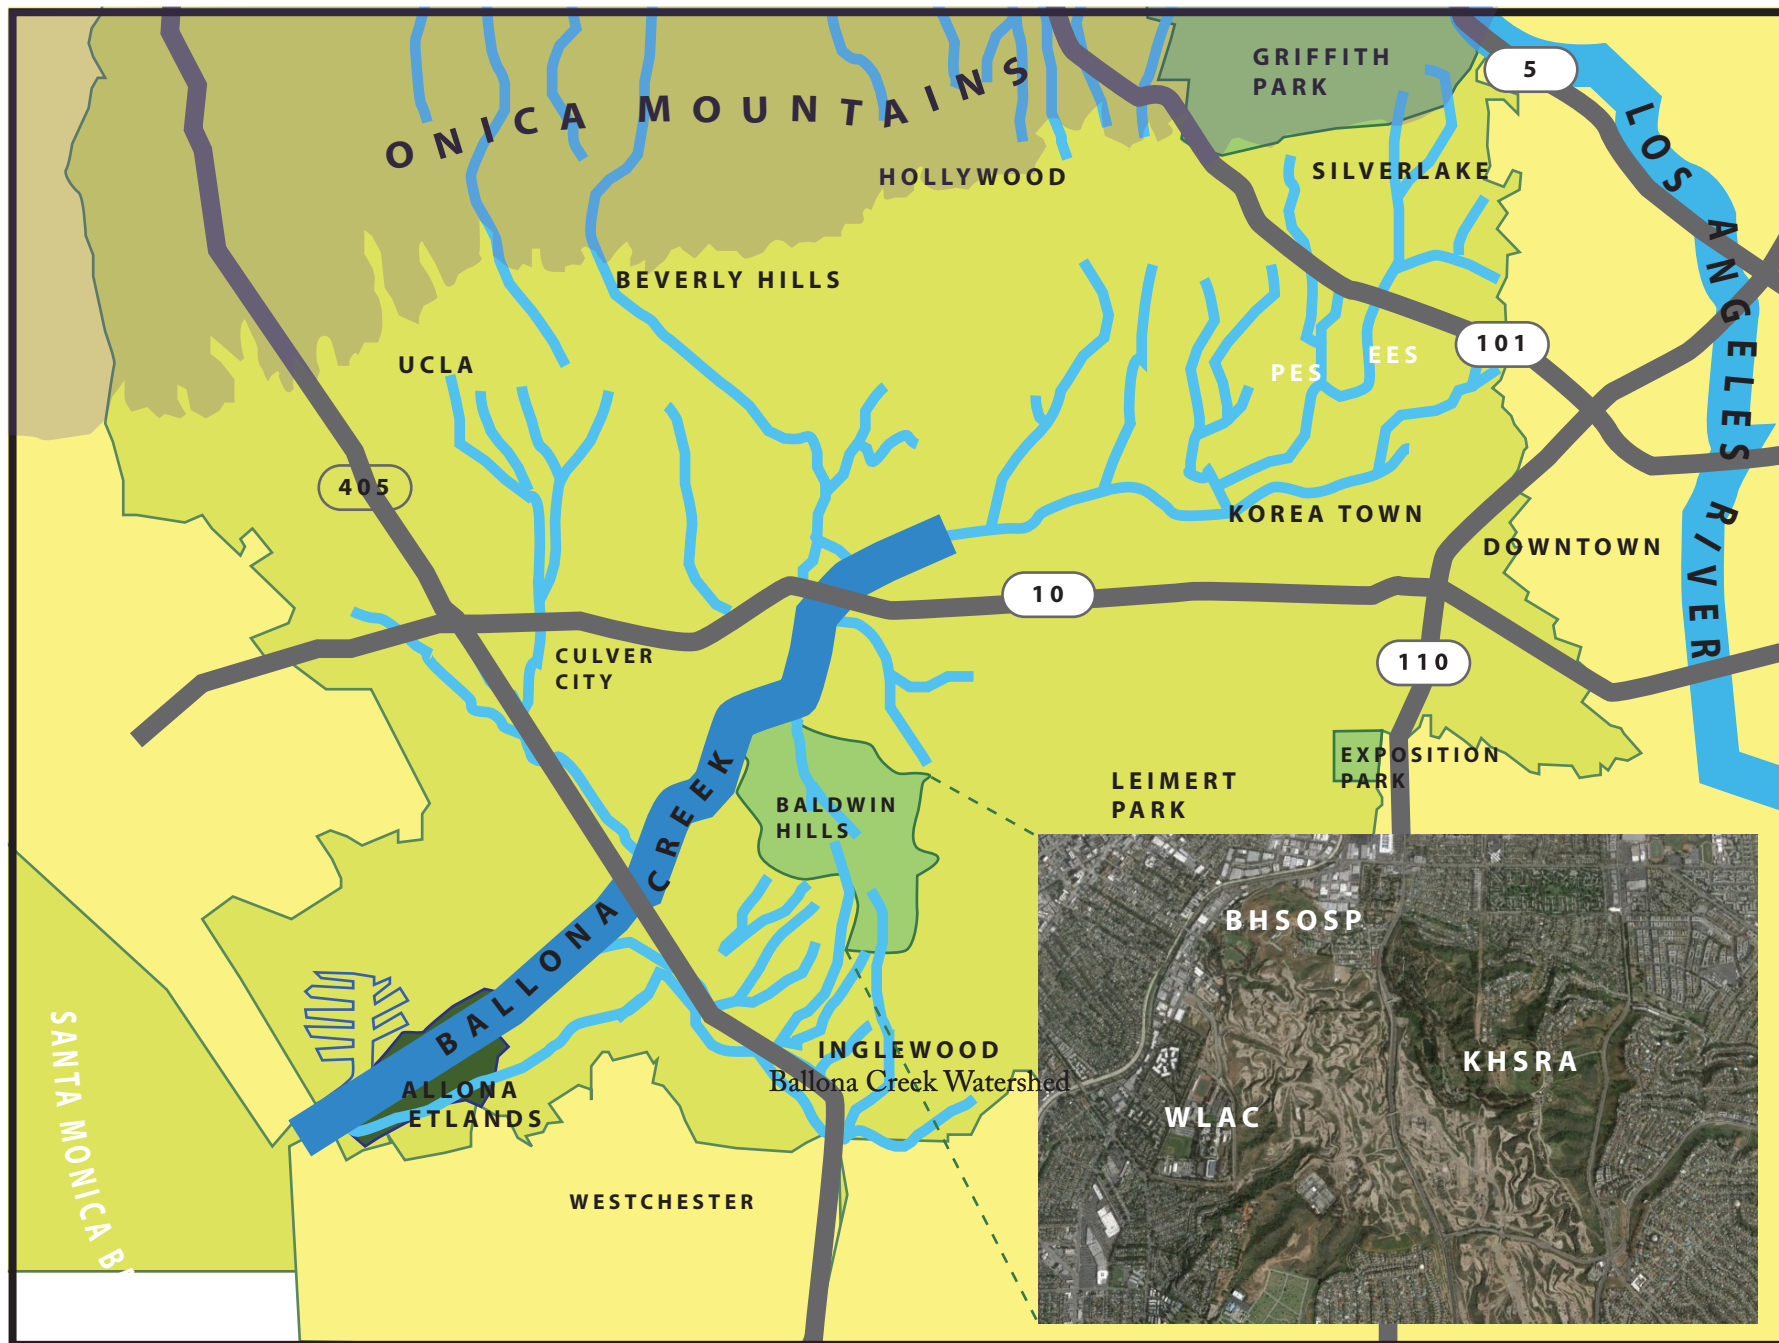 GRIFFITH
PARK
5
ONICA MOUNTAINS
LOS ANGELES RIVER
HOLLYWOOD
SILVERLAKE
BEVERLY HILLS
101
UCLA
EES
PES
405
KOREA TOWN
DOWNTOWN
10
CULVER
CITY
110
EXPOSITION
PARK
LEIMERT
PARK
BALDWIN
HILLS
BALLONA CREEK
BHSOSP
KHSRA
WLAC
INGLEWOOD
Ballona Creek Watershed
ALLONA
ETLANDS
SANTA MONICA B
WESTCHESTER